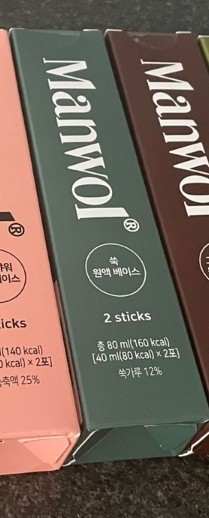 Manwol®
쑥
원액 베이스
2 sticks
총 80 ml(160 kcal)
[40 ml(80 kcal) × 2포]
쑥가루 12%
Manwol
®
icks
(140 kcal)
kcal) × 2포]
축액 25%